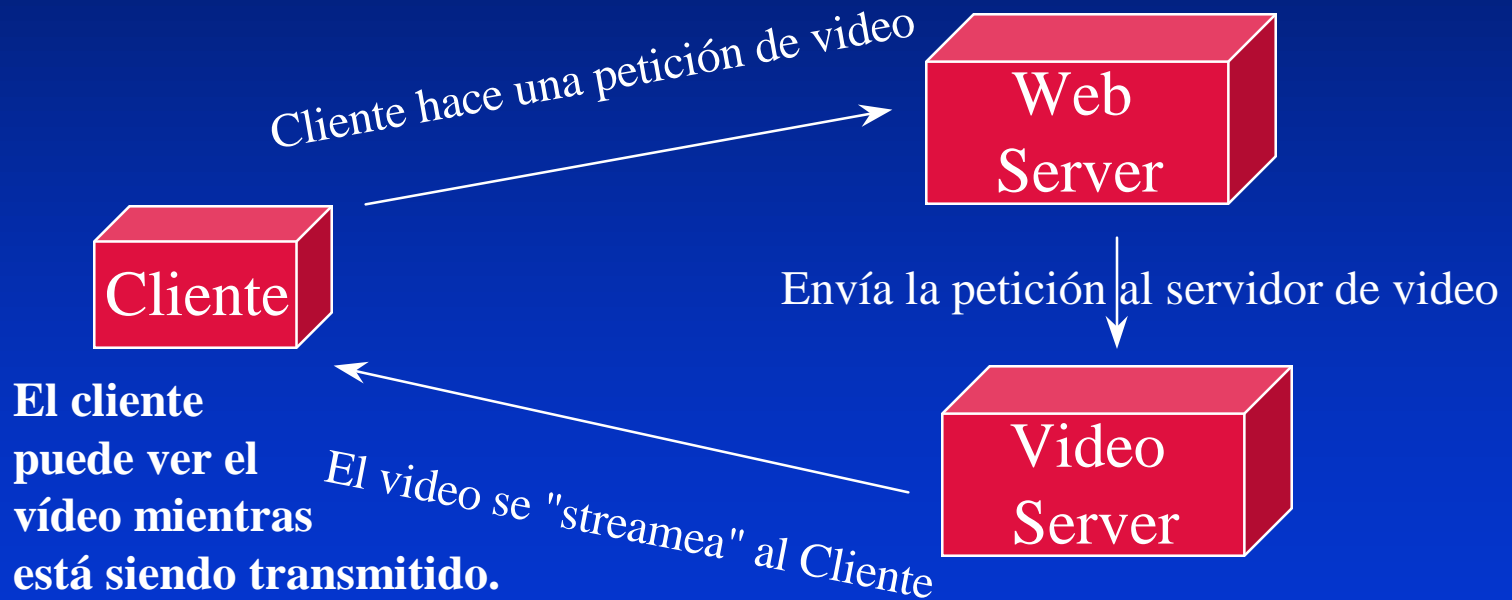 Cliente hace una petición de video
Web
Server
Cliente
Envía la petición al servidor de video
El cliente
puede ver el
vídeo mientras
está siendo transmitido.
El video se "streamea" al Cliente
Video
Server